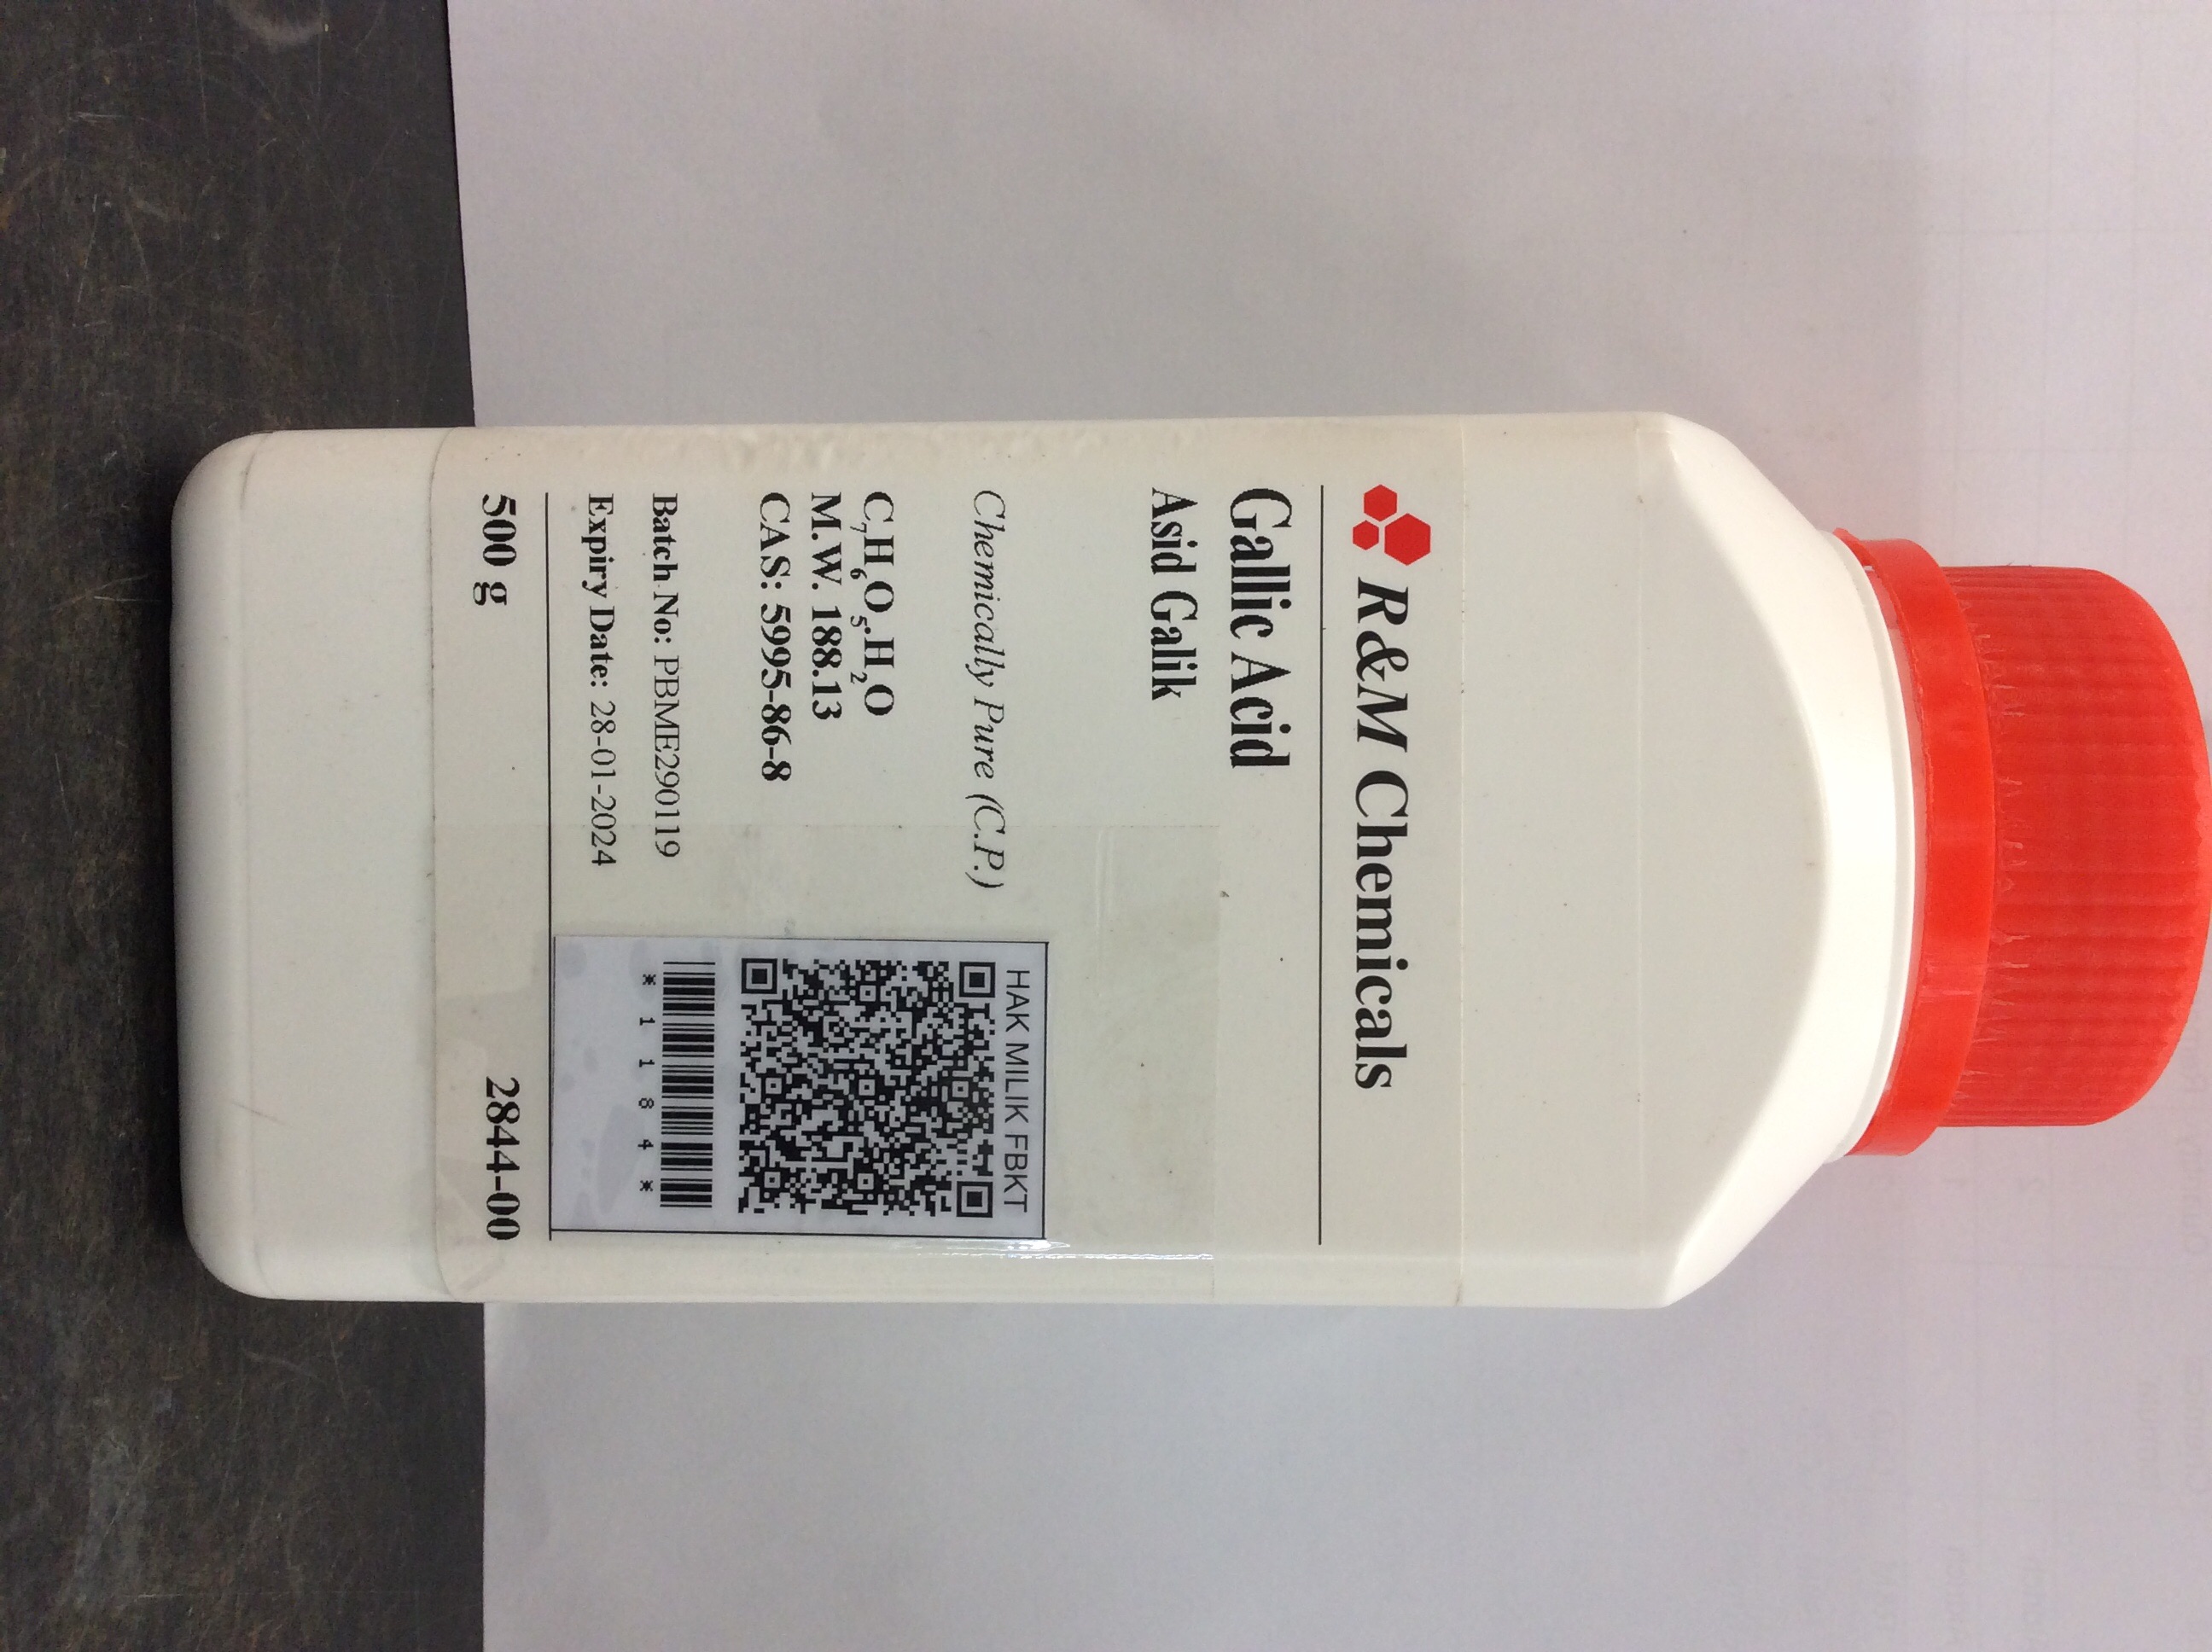 R&M Chemicals
Gallic Acid
Asid Galik
Chemically Pure (C.P.)
C7H6O5.H2O
M.W. 188.13
CAS: 5995-86-8
Batch No: PBME290119
Expiry Date: 28-01-2024
HAK MILIK FBKT
*11184*
500 g
2844-00